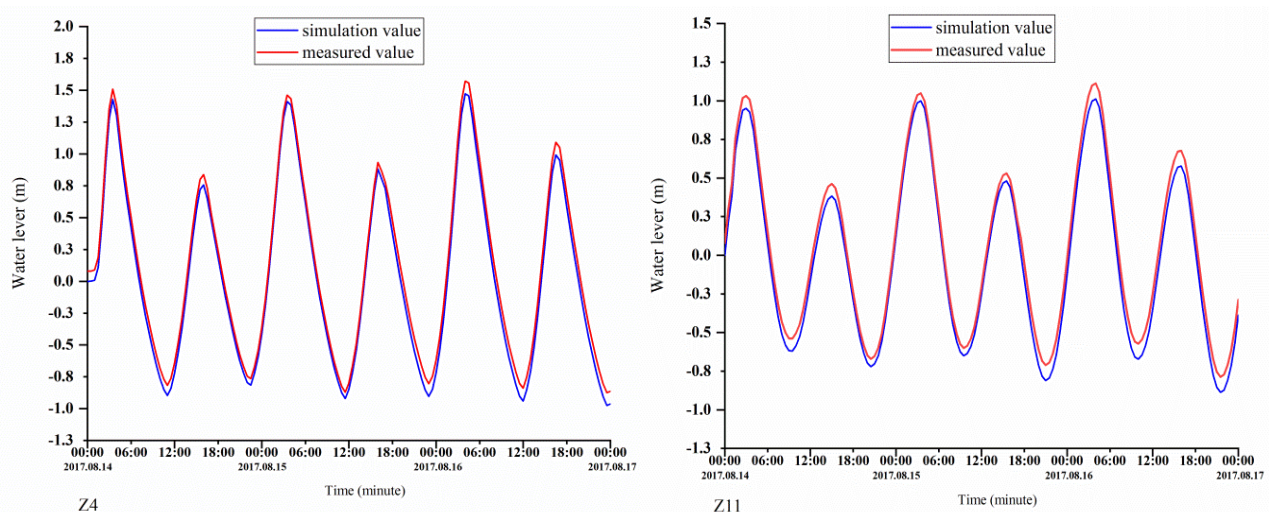 simulation value
measured value
2.0
1.8
1.5
1.3
1.0
0.8
0.5
0.3
0.0
-0.3
-0.5
-0.8
-1.0
-1.3
Water lever (m)
00:00 06:00 12:00 18:00 00:00 06:00 12:00 18:00 00:00 06:00 12:00 18:00 00:00
2017.08.14 2017.08.15 2017.08.16 2017.08.17
Time (minute)
Z4
simulation value
measured value
1.5
1.3
1.0
0.8
0.5
0.3
0.0
-0.3
-0.5
-0.8
-1.0
-1.3
Water lever (m)
00:00 06:00 12:00 18:00 00:00 06:00 12:00 18:00 00:00 06:00 12:00 18:00 00:00
2017.08.14 2017.08.15 2017.08.16 2017.08.17
Time (minute)
Z11